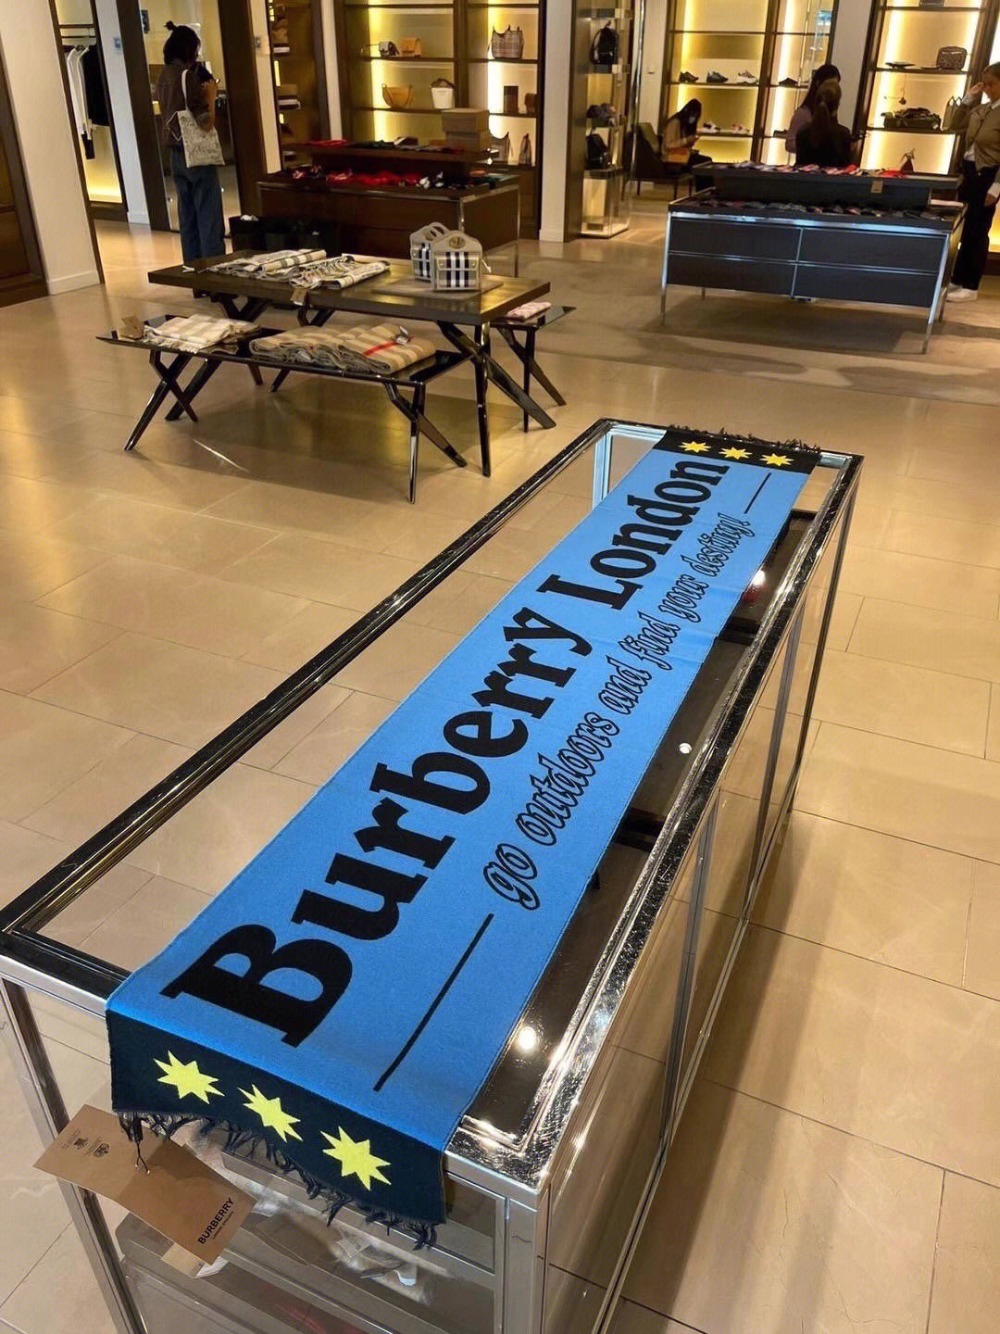 Burberry London
go outdoors and find your destiny!
BURBERRY